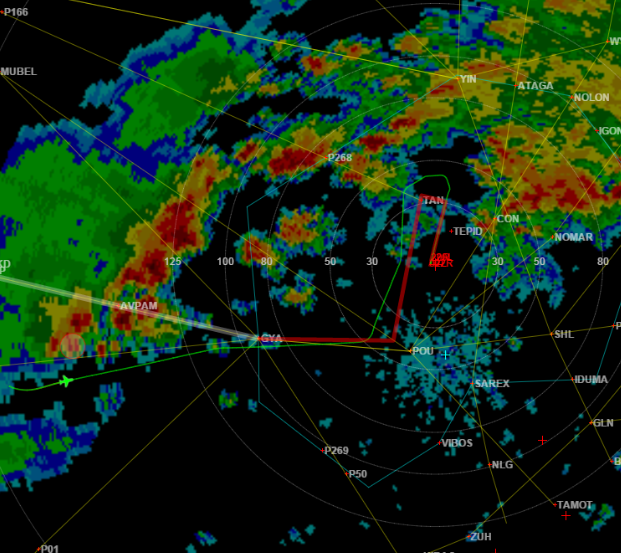 P166
MUBEL
YIN
ATAGA
NOLON
P268
TAN
CON
TEPID
NOMAR
125
100
80
50
30
30
50
80
AVPAM
GYA
POU
SHL
SAREX
IDUMA
GLN
VIBOS
P269
NLG
P50
TAMOT
ZUH
P01